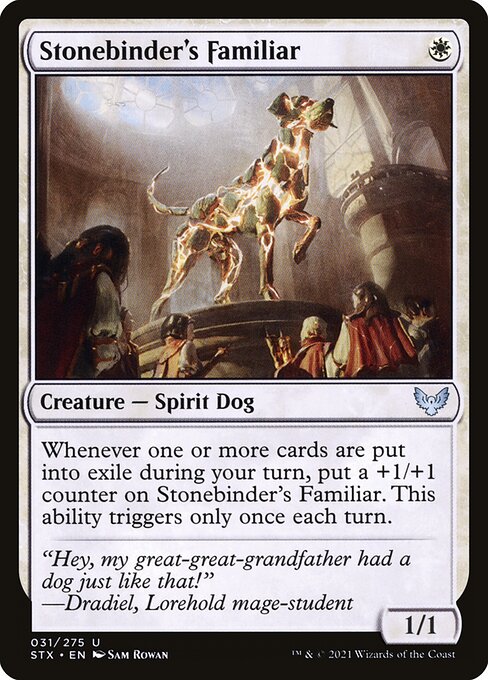 Stonebinder's Familiar
Creature — Spirit Dog
Whenever one or more cards are put
into exile during your turn, put a +1/+1
counter on Stonebinder's Familiar. This
ability triggers only once each turn.
“Hey, my great-great-grandfather had a
dog just like that!”
—Dradiel, Lorehold mage-student
1/1
031/275 U
STX • EN Sam Rowan
™ & © 2021 Wizards of the Coast